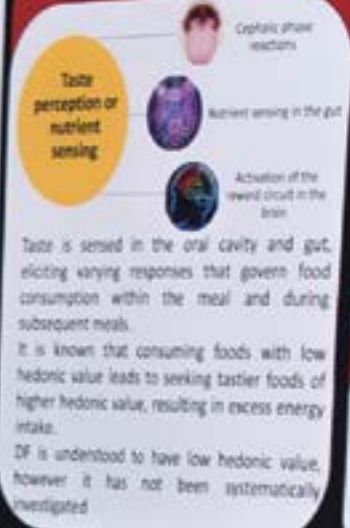 Cephalic phase
reactions
Taste
perception or
nutrient
sensing
Nutrient sensing in the gut
Activation of the
reward circuit in the
brain
Taste is sensed in the oral cavity and gut,
eliciting varying responses that govern food
consumption within the meal and during
subsequent meals.
It is known that consuming foods with low
hedonic value leads to seeking tastier foods of
higher hedonic value, resulting in excess energy
intake.
DF is understood to have low hedonic value,
however it has not been systematically
investigated